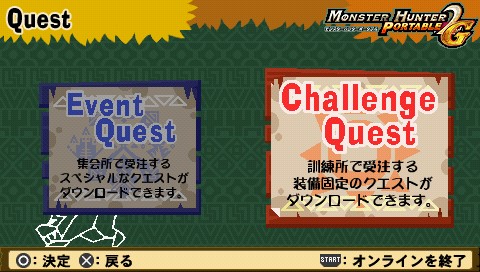 Quest
MONSTER HUNTER
PORTABLE 2 G
Event
Quest
集会所で受注する
スペシャルなクエストが
ダウンロードできます。
Challenge
Quest
訓練所で受注する
装備固定のクエストが
ダウンロードできます。
○: 決定 ×: 戻る
START: オンラインを終了